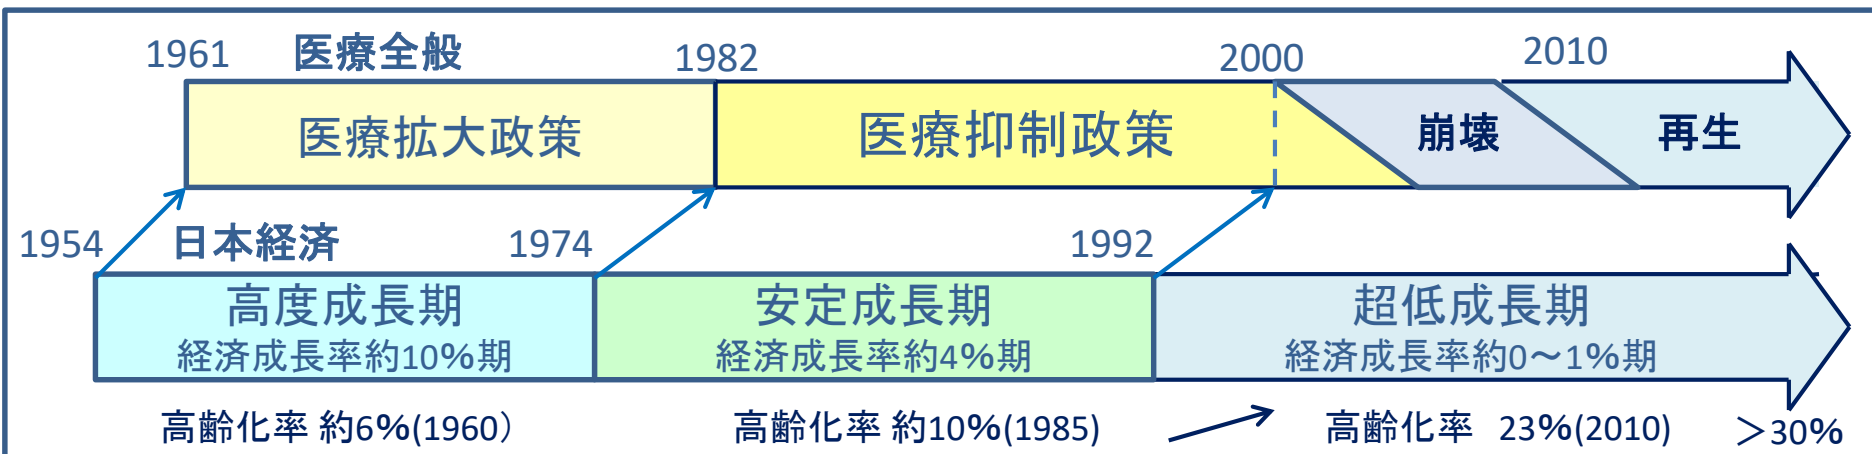 1961 医療全般 1982 2000 2010
医療拡大政策 医療抑制政策 崩壊 再生
1954 日本経済 1974 1992
高度成長期 安定成長期 超低成長期
経済成長率約10%期 経済成長率約4%期 経済成長率約0～1%期
高齢化率 約6%(1960） 高齢化率 約10%(1985) 高齢化率 23%(2010) ＞30%